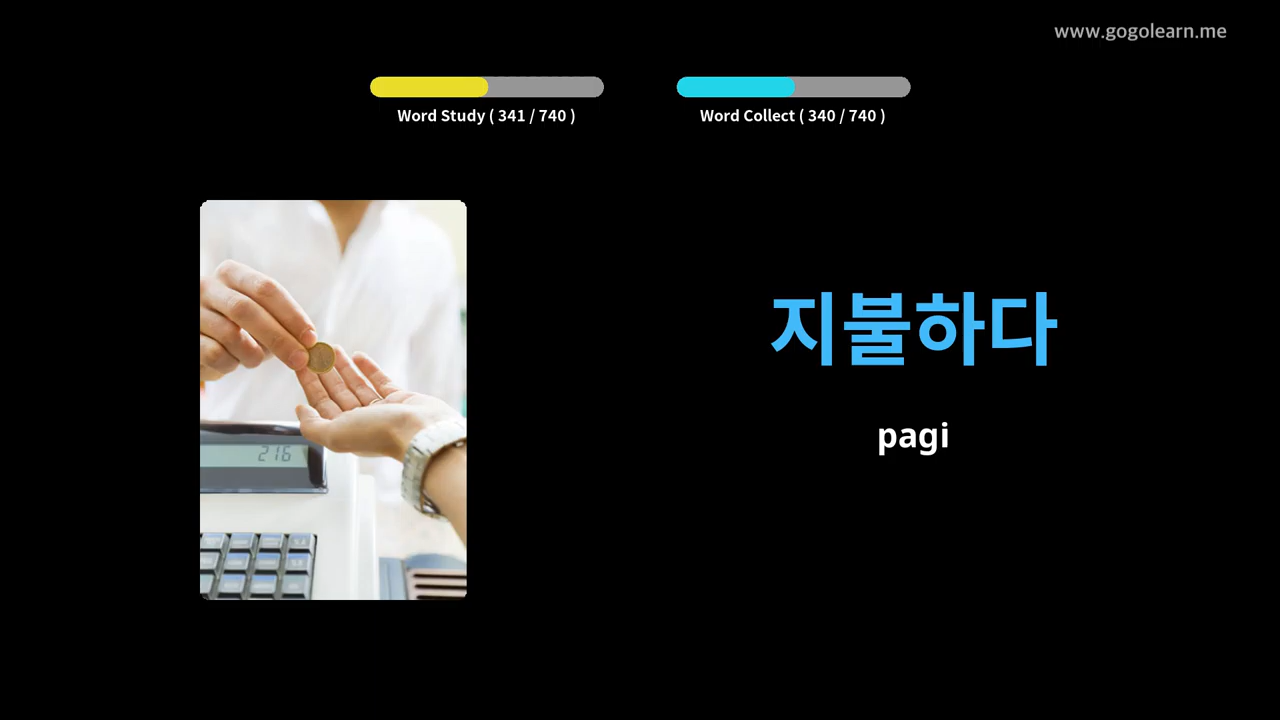 www.gogolearn.me
Word Study ( 341 / 740 )
Word Collect ( 340 / 740 )
216
지불하다
pagi